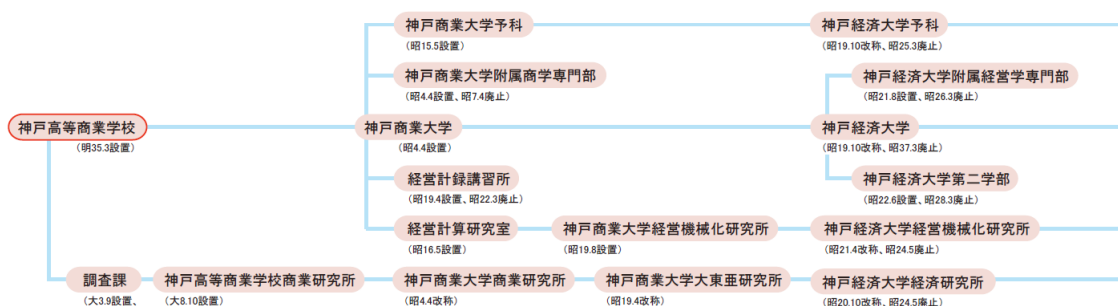 神戸商業大学予科
（昭15.5設置）
神戸経済大学予科
（昭19.10改称、昭25.3廃止）
神戸商業大学附属商学専門部
（昭4.4設置、昭7.4廃止）
神戸経済大学附属経営学専門部
（昭21.8設置、昭26.3廃止）
神戸高等商業学校
（明35.3設置）
神戸商業大学
（昭4.4設置）
神戸経済大学
（昭19.10改称、昭37.3廃止）
経営計録講習所
（昭19.4設置、昭22.3廃止）
神戸経済大学第二学部
（昭22.6設置、昭28.3廃止）
経営計算研究室
（昭16.5設置）
神戸商業大学経営機械化研究所
（昭19.8設置）
神戸経済大学経営機械化研究所
（昭21.4改称、昭24.5廃止）
調査課
（大3.9設置、
神戸高等商業学校商業研究所
（大8.10設置）
神戸商業大学商業研究所
（昭4.4改称）
神戸商業大学大東亜研究所
（昭19.4改称）
神戸経済大学経済研究所
（昭20.10改称、昭24.5廃止）